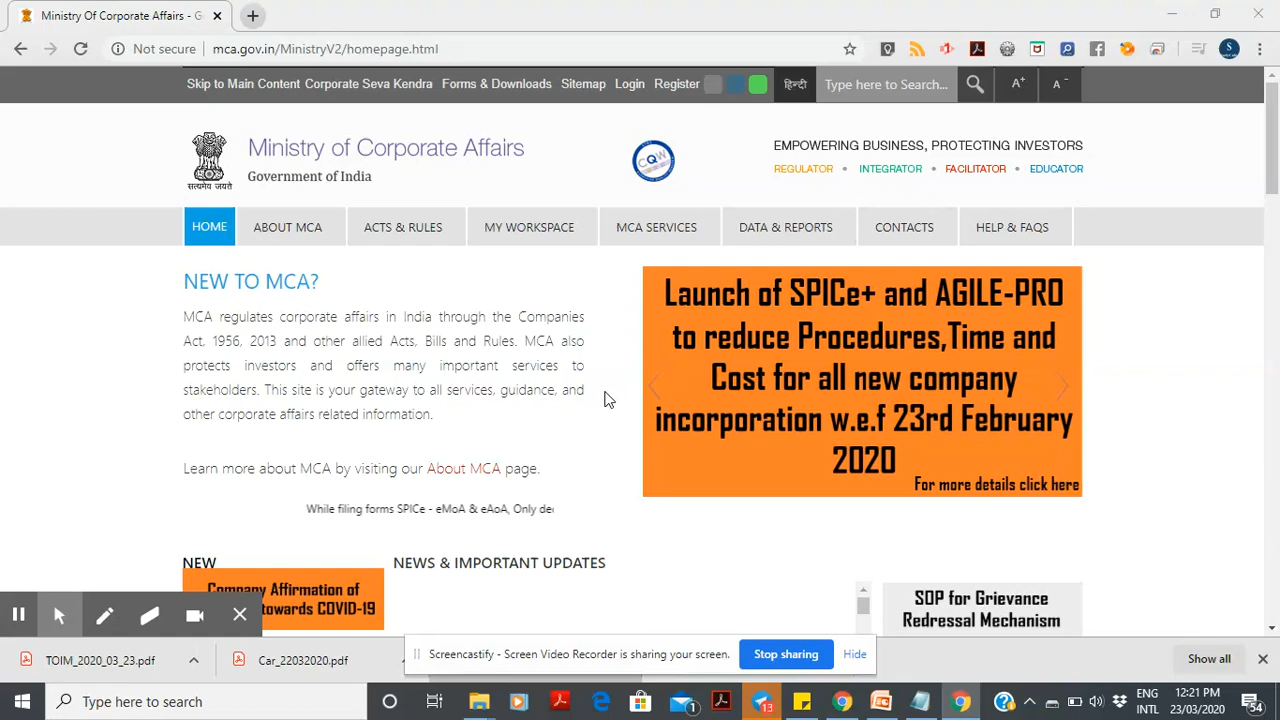 Ministry Of Corporate Affairs - G
Not secure mca.gov.in/MinistryV2/homepage.html
Skip to Main Content Corporate Seva Kendra Forms & Downloads Sitemap Login Register हिन्दी Type here to Search... A+ A-
Ministry of Corporate Affairs
Government of India
सत्यमेव जयते
CQW
EMPOWERING BUSINESS, PROTECTING INVESTORS
REGULATOR • INTEGRATOR • FACILITATOR • EDUCATOR
HOME ABOUT MCA ACTS & RULES MY WORKSPACE MCA SERVICES DATA & REPORTS CONTACTS HELP & FAQS
NEW TO MCA?
MCA regulates corporate affairs in India through the Companies
Act, 1956, 2013 and other allied Acts, Bills and Rules. MCA also
protects investors and offers many important services to
stakeholders. This site is your gateway to all services, guidance, and
other corporate affairs related information.
Learn more about MCA by visiting our About MCA page.
While filing forms SPICe - eMoA & eAoA, Only de
Launch of SPICe+ and AGILE-PRO
to reduce Procedures,Time and
Cost for all new company
incorporation w.e.f 23rd February
2020
For more details click here
NEW
Company Affirmation of
towards COVID-19
NEWS & IMPORTANT UPDATES
SOP for Grievance
Redressal Mechanism
Screencastify - Screen Video Recorder is sharing your screen. Stop sharing Hide
TOIM_2020_03_23.pdf
Car_22032020.pdf
Show all
Type here to search
1
13
ENG
INTL
12:21 PM
23/03/2020
54